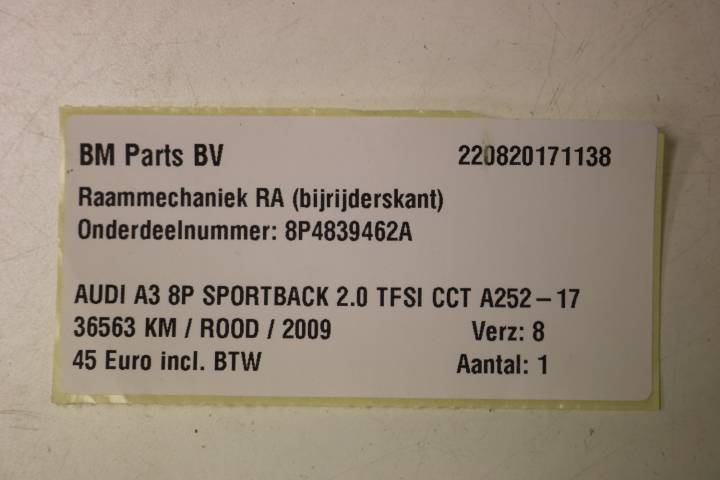 BM Parts BV 220820171138
Raammechaniek RA (bijrijderskant)
Onderdeelnummer: 8P4839462A
AUDI A3 8P SPORTBACK 2.0 TFSI CCT A252-17
36563 KM / ROOD / 2009 Verz: 8
45 Euro incl. BTW Aantal: 1